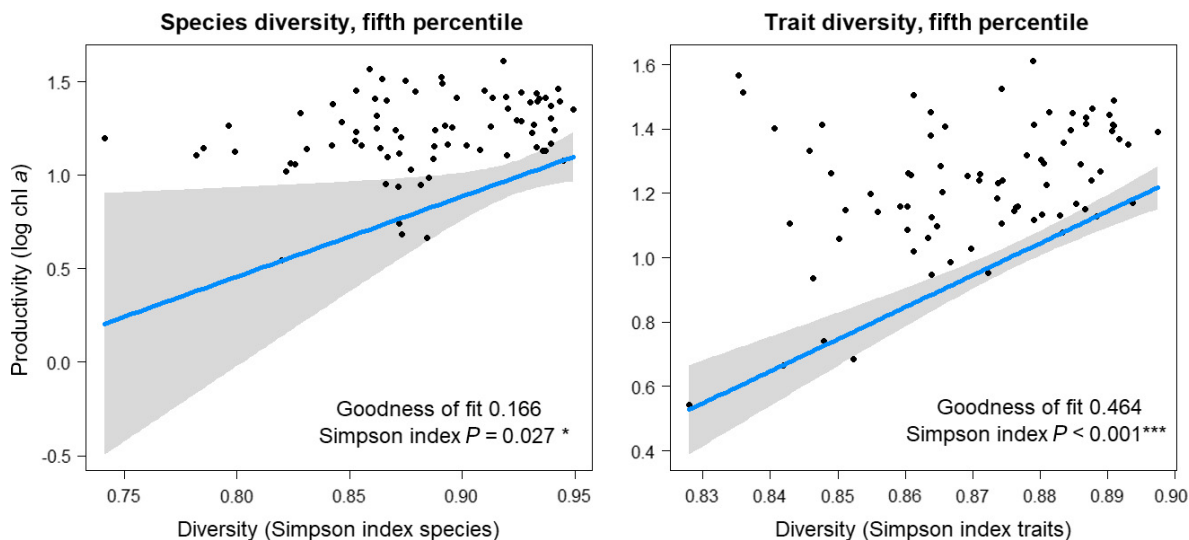 Species diversity, fifth percentile
Productivity (log chl a)
1.5
1.0
0.5
0.0
-0.5
Goodness of fit 0.166
Simpson index P = 0.027 *
0.75 0.80 0.85 0.90 0.95
Diversity (Simpson index species)
Trait diversity, fifth percentile
1.6
1.4
1.2
1.0
0.8
0.6
0.4
Goodness of fit 0.464
Simpson index P < 0.001***
0.83 0.84 0.85 0.86 0.87 0.88 0.89 0.90
Diversity (Simpson index traits)